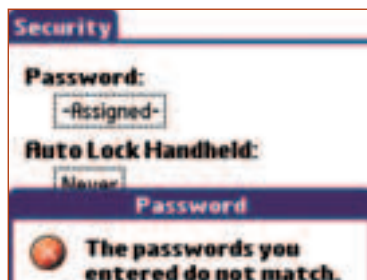 Security
Password:
-Assigned-
Auto Lock Handheld:
Never
Password
The passwords you
entered do not match.